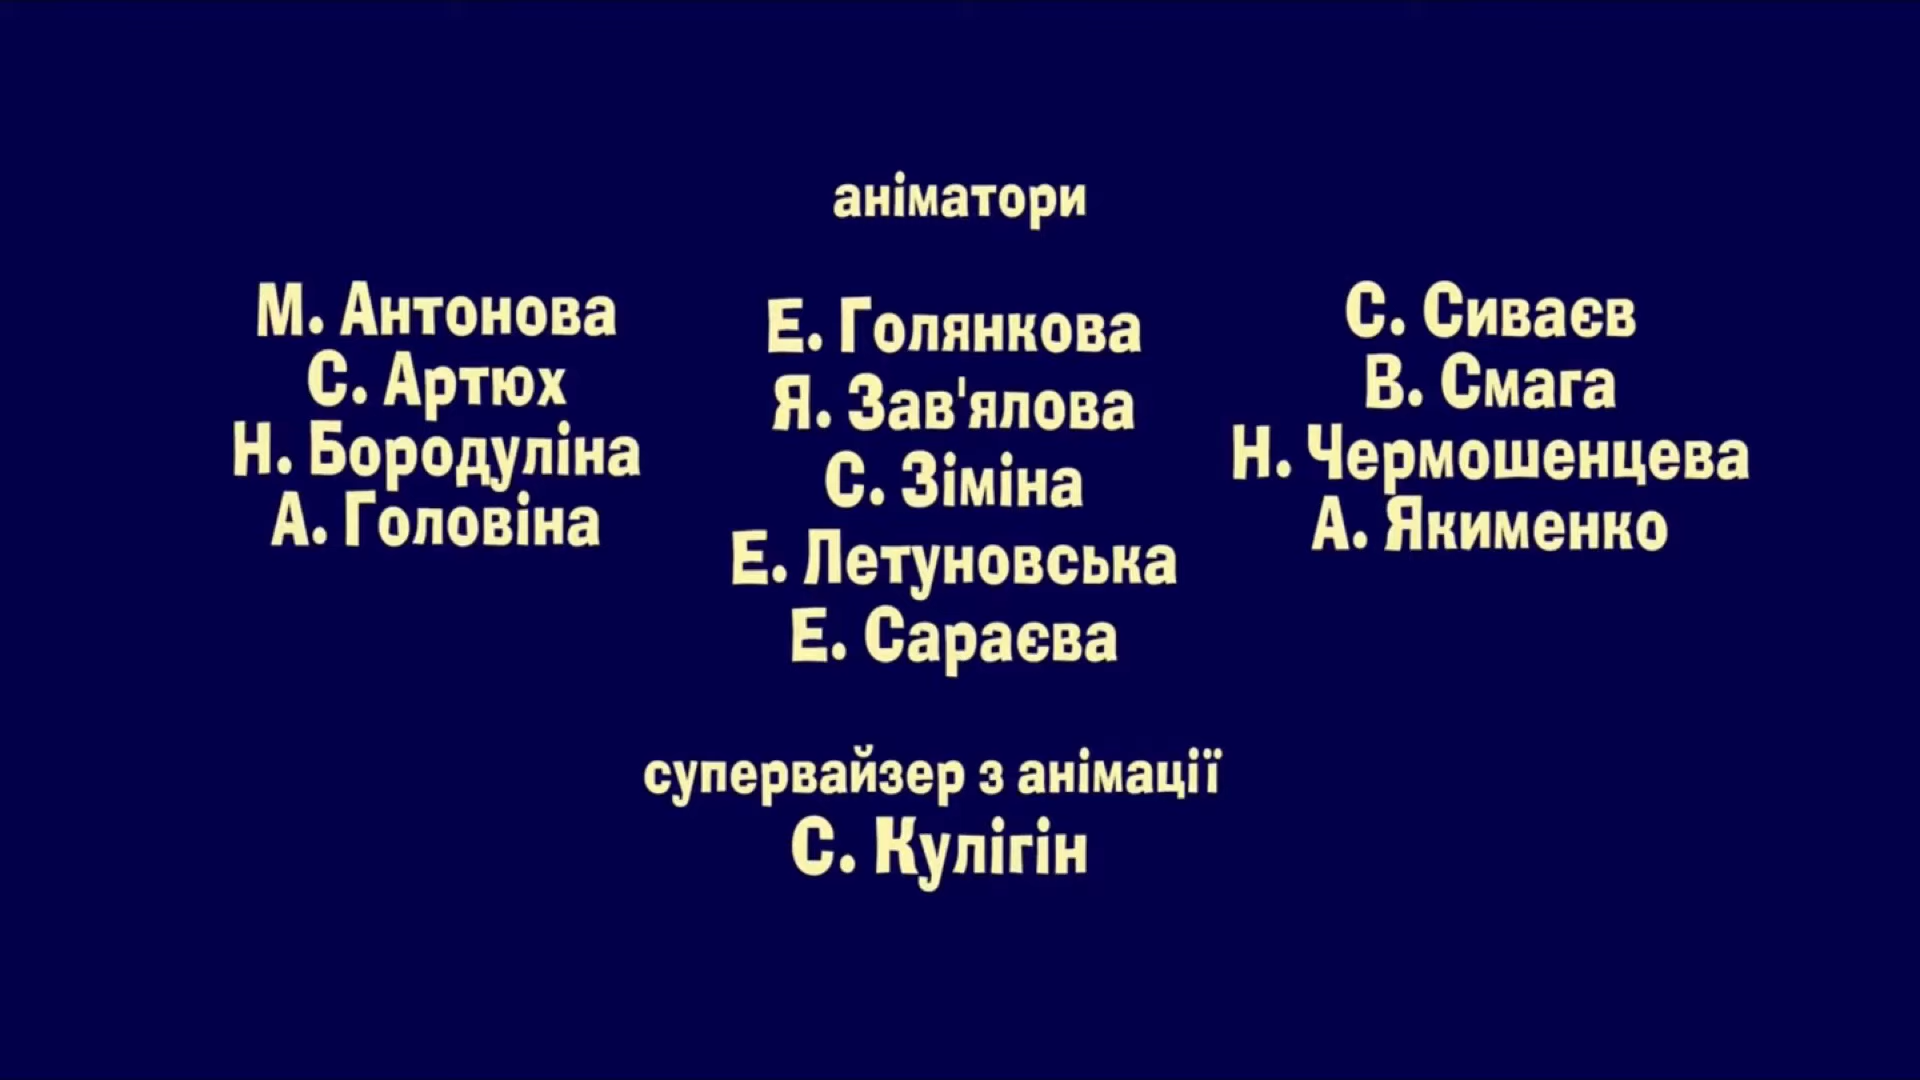 аніматори
М. Антонова
С. Артюх
Н. Бородуліна
А. Головіна
Е. Голянкова
Я. Зав'ялова
С. Зіміна
Е. Летуновська
Е. Сараєва
С. Сиваєв
В. Смага
Н. Чермошенцева
А. Якименко
супервайзер з анімації
С. Кулігін